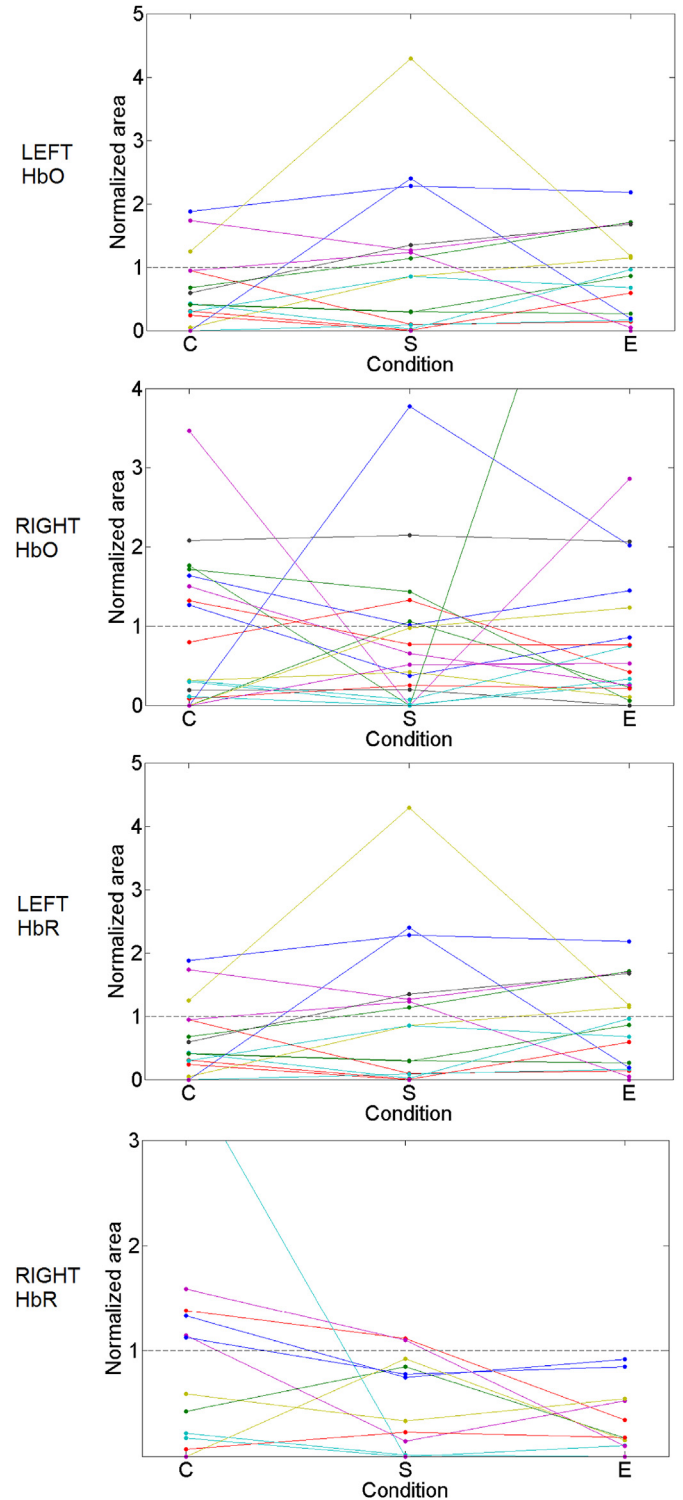 5
4
3
2
1
0
LEFT
HbO
Normalized area
C
S
E
Condition
4
3
2
1
0
RIGHT
HbO
Normalized area
C
S
E
Condition
5
4
3
2
1
0
LEFT
HbR
Normalized area
C
S
E
Condition
3
2
1
RIGHT
HbR
Normalized area
C
S
E
Condition